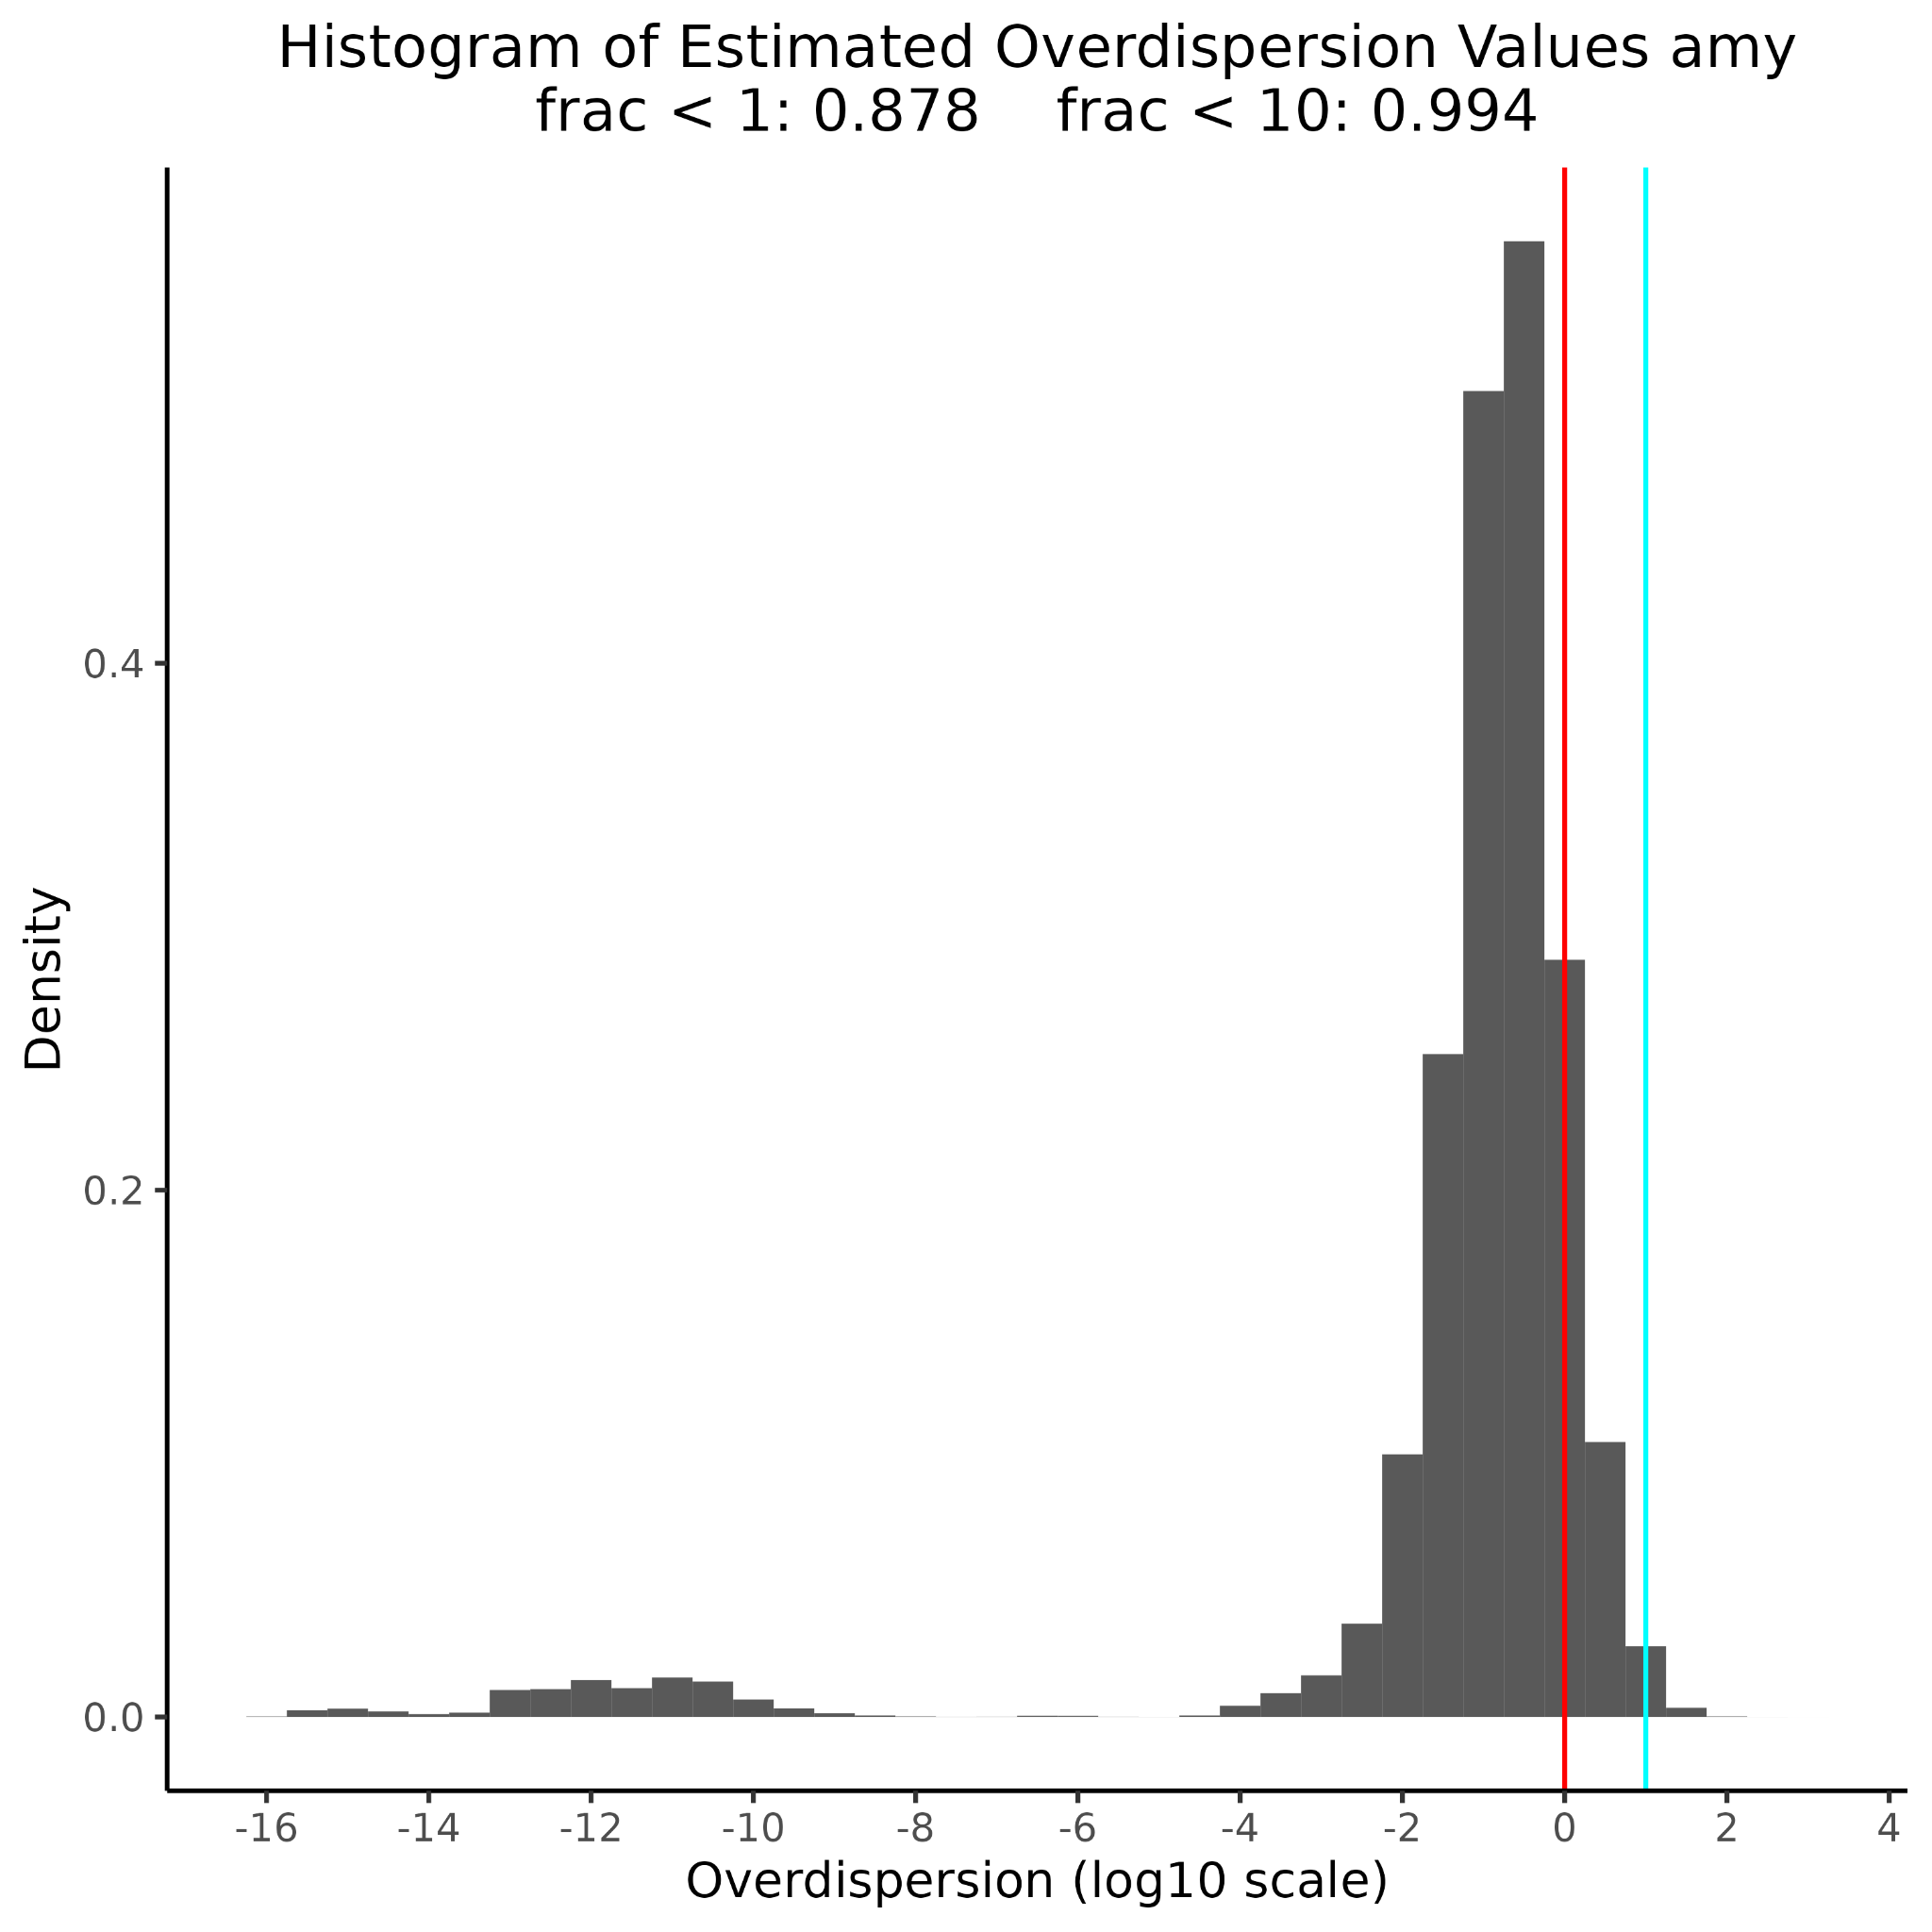 Histogram of Estimated Overdispersion Values amy
frac < 1: 0.878 frac < 10: 0.994
Density
0.4
0.2
0.0
-16 -14 -12 -10 -8 -6 -4 -2 0 2 4
Overdispersion (log10 scale)